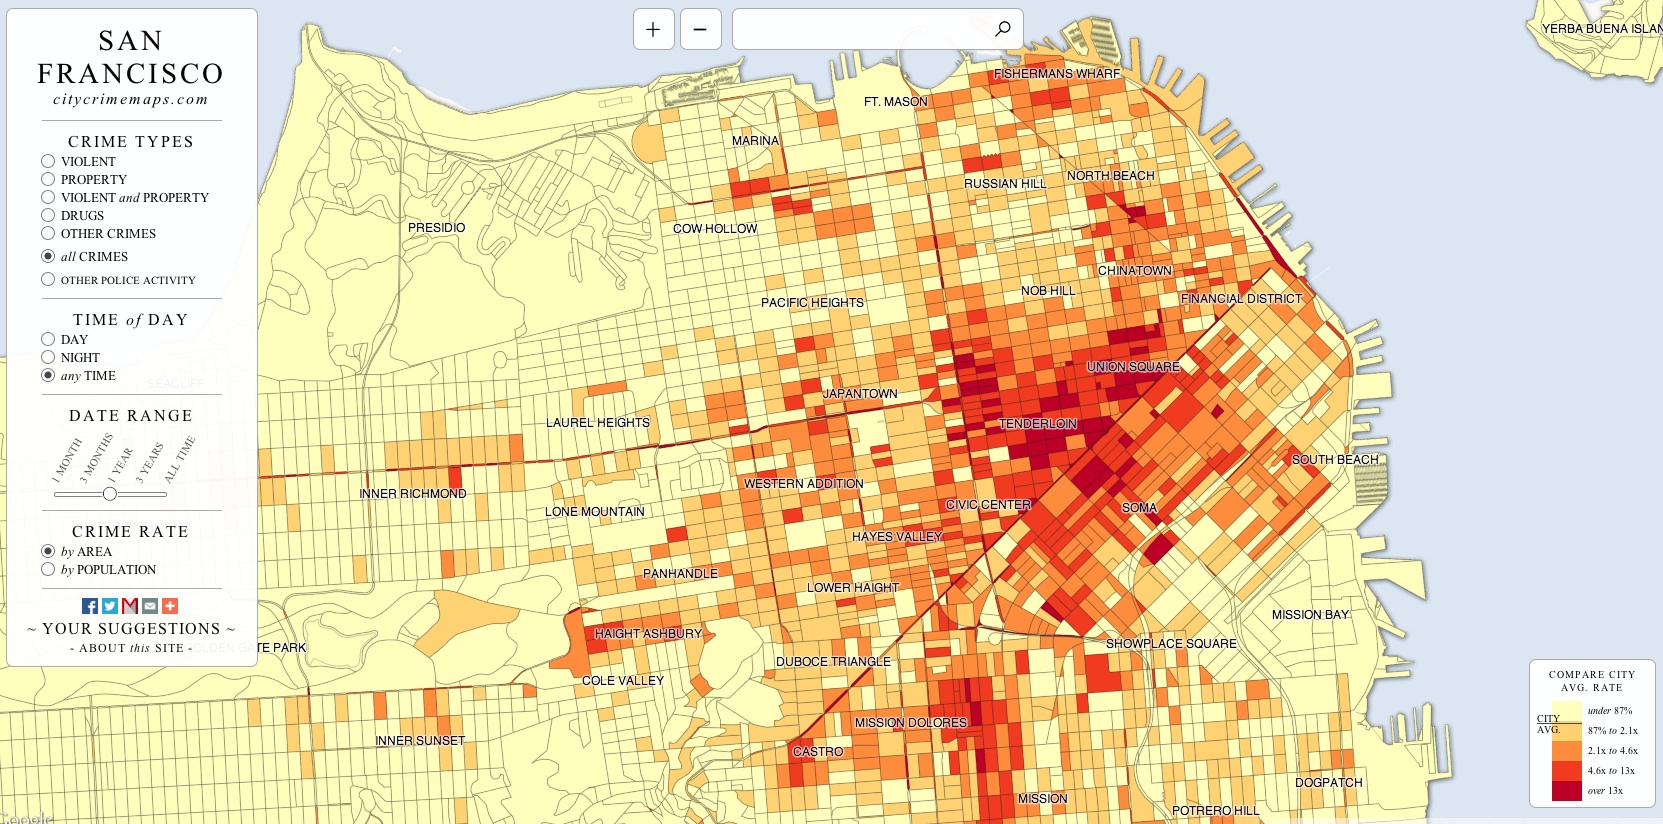 SAN
FRANCISCO
citycrimemaps.com
CRIME TYPES
VIOLENT
PROPERTY
VIOLENT and PROPERTY
DRUGS
OTHER CRIMES
all CRIMES
OTHER POLICE ACTIVITY
TIME of DAY
DAY
NIGHT
any TIME
SEACLIFF
DATE RANGE
1 MONTH
3 MONTHS
1 YEAR
3 YEARS
ALL TIME
CRIME RATE
by AREA
by POPULATION
~ YOUR SUGGESTIONS ~
- ABOUT this SITE -
GOLDEN GATE PARK
Google
+
−
YERBA BUENA ISLAN
FISHERMANS WHARF
FT. MASON
MARINA
RUSSIAN HILL
NORTH BEACH
PRESIDIO
COW HOLLOW
CHINATOWN
NOB HILL
FINANCIAL DISTRICT
PACIFIC HEIGHTS
UNION SQUARE
JAPANTOWN
LAUREL HEIGHTS
TENDERLOIN
SOUTH BEACH
WESTERN ADDITION
INNER RICHMOND
LONE MOUNTAIN
CIVIC CENTER
SOMA
HAYES VALLEY
PANHANDLE
LOWER HAIGHT
MISSION BAY
HAIGHT ASHBURY
SHOWPLACE SQUARE
DUBOCE TRIANGLE
COLE VALLEY
MISSION DOLORES
INNER SUNSET
CASTRO
DOGPATCH
MISSION
POTRERO HILL
COMPARE CITY
AVG. RATE
under 87%
CITY
AVG.
87% to 2.1x
2.1x to 4.6x
4.6x to 13x
over 13x